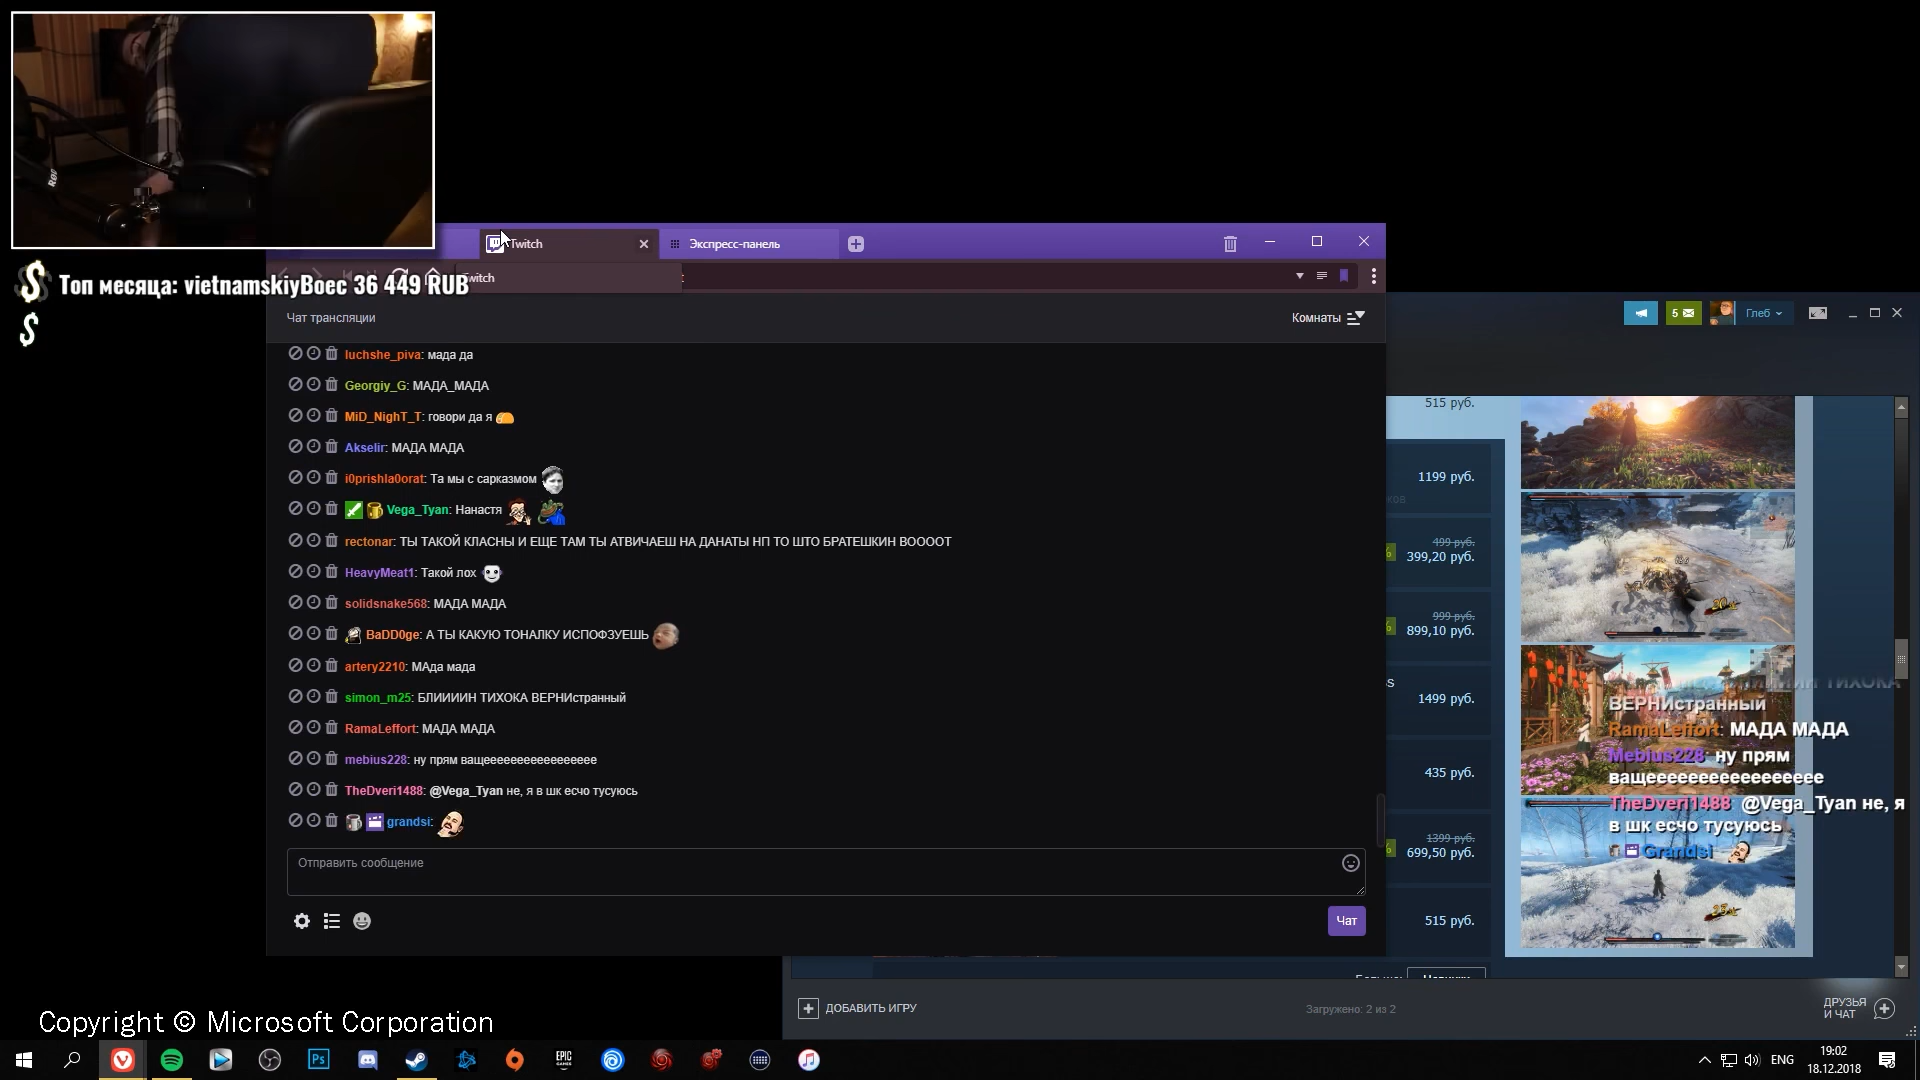 Twitch
Экспресс-панель
Twitch
Топ месяца: vietnamskiyBoec 36 449 RUB
$
Чат трансляции
Комнаты
5
Глеб
luchshe_piva: мада да
Georgiy_G: МАДА_МАДА
MiD_NighT_T: говори да я
Akselir: МАДА МАДА
i0prishla0orat: Та мы с сарказмом
Vega_Tyan: Нанастя
rectonar: ТЫ ТАКОЙ КЛАСНЫ И ЕЩЕ ТАМ ТЫ АТВИЧАЕШ НА ДАНАТЫ НП ТО ШТО БРАТЕШКИН ВООООТ
HeavyMeat1: Такой лох
solidsnake568: МАДА МАДА
BaDD0ge: А ТЫ КАКУЮ ТОНАЛКУ ИСПОФЗУЕШЬ
artery2210: МАда мада
simon_m25: БЛИИИИН ТИХОКА ВЕРНИстранный
RamaLeffort: МАДА МАДА
mebius228: ну прям ващееееееееееееееее
TheDveri1488: @Vega_Tyan не, я в шк есчо тусуюсь
grandsi:
Отправить сообщение
Чат
515 руб.
1199 руб.
499 руб.
399,20 руб.
999 руб.
899,10 руб.
1499 руб.
435 руб.
1399 руб.
699,50 руб.
515 руб.
ТИХОКА
ВЕРНИстранный
RamaLeffort: МАДА МАДА
Mebius228: ну прям
ващееееееееееееееее
TheDveri1488: @Vega_Tyan не, я
в шк есчо тусуюсь
Grandsi
ДОБАВИТЬ ИГРУ
Загружено: 2 из 2
ДРУЗЬЯ
И ЧАТ
Copyright © Microsoft Corporation
ENG
19:02
18.12.2018